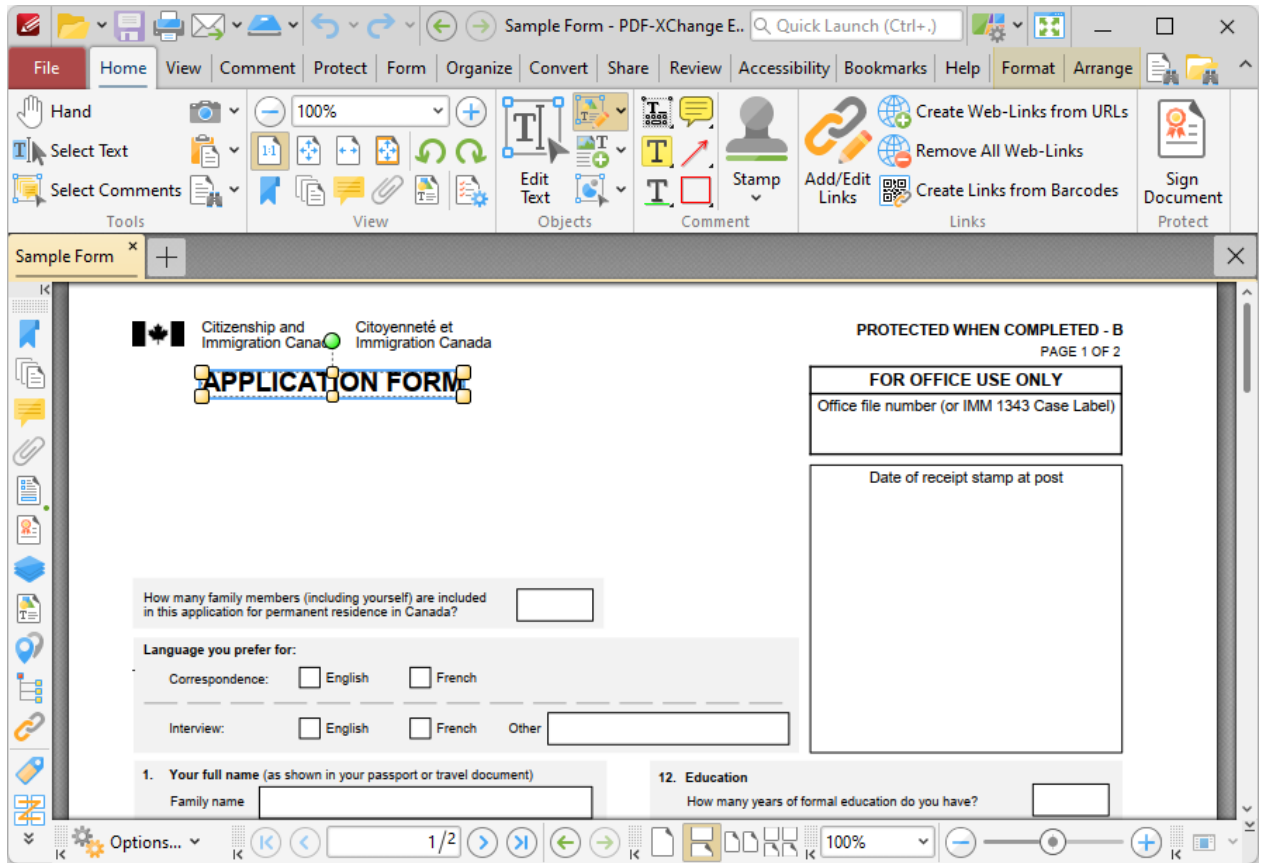 Sample Form - PDF-XChange E..
Quick Launch (Ctrl+.)
File
Home
View
Comment
Protect
Form
Organize
Convert
Share
Review
Accessibility
Bookmarks
Help
Format
Arrange
Hand
Select Text
Select Comments
Tools
100%
1:1
View
Edit
Text
Objects
Comment
Stamp
Add/Edit
Links
Create Web-Links from URLs
Remove All Web-Links
Create Links from Barcodes
Links
Sign
Document
Protect
Sample Form
Citizenship and
Immigration Canada
Citoyenneté et
Immigration Canada
PROTECTED WHEN COMPLETED - B
PAGE 1 OF 2
APPLICATION FORM
FOR OFFICE USE ONLY
Office file number (or IMM 1343 Case Label)
Date of receipt stamp at post
How many family members (including yourself) are included
in this application for permanent residence in Canada?
Language you prefer for:
Correspondence: English French
Interview: English French Other
1. Your full name (as shown in your passport or travel document)
Family name
12. Education
How many years of formal education do you have?
Options...
1/2
100%